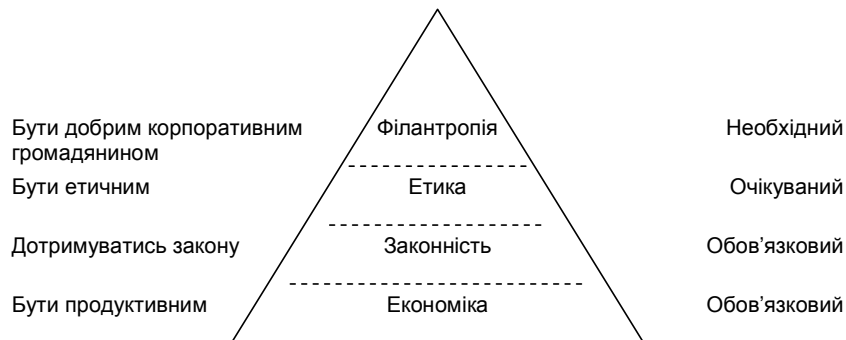 Бути добрим корпоративним Філантропія Необхідний
громадянином
Бути етичним Етика Очікуваний
Дотримуватись закону Законність Обов’язковий
Бути продуктивним Економіка Обов’язковий